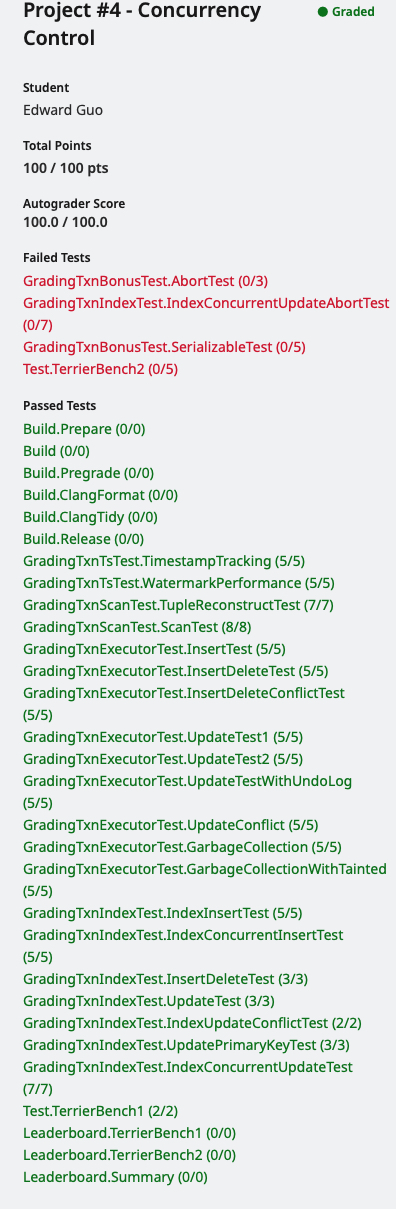 Project #4 - Concurrency
Graded
Control
Student
Edward Guo
Total Points
100 / 100 pts
Autograder Score
100.0 / 100.0
Failed Tests
GradingTxnBonusTest.AbortTest (0/3)
GradingTxnIndexTest.IndexConcurrentUpdateAbortTest
(0/7)
GradingTxnBonusTest.SerializableTest (0/5)
Test.TerrierBench2 (0/5)
Passed Tests
Build.Prepare (0/0)
Build (0/0)
Build.Pregrade (0/0)
Build.ClangFormat (0/0)
Build.ClangTidy (0/0)
Build.Release (0/0)
GradingTxnTsTest.TimestampTracking (5/5)
GradingTxnTsTest.WatermarkPerformance (5/5)
GradingTxnScanTest.TupleReconstructTest (7/7)
GradingTxnScanTest.ScanTest (8/8)
GradingTxnExecutorTest.InsertTest (5/5)
GradingTxnExecutorTest.InsertDeleteTest (5/5)
GradingTxnExecutorTest.InsertDeleteConflictTest
(5/5)
GradingTxnExecutorTest.UpdateTest1 (5/5)
GradingTxnExecutorTest.UpdateTest2 (5/5)
GradingTxnExecutorTest.UpdateTestWithUndoLog
(5/5)
GradingTxnExecutorTest.UpdateConflict (5/5)
GradingTxnExecutorTest.GarbageCollection (5/5)
GradingTxnExecutorTest.GarbageCollectionWithTainted
(5/5)
GradingTxnIndexTest.IndexInsertTest (5/5)
GradingTxnIndexTest.IndexConcurrentInsertTest
(5/5)
GradingTxnIndexTest.InsertDeleteTest (3/3)
GradingTxnIndexTest.UpdateTest (3/3)
GradingTxnIndexTest.IndexUpdateConflictTest (2/2)
GradingTxnIndexTest.UpdatePrimaryKeyTest (3/3)
GradingTxnIndexTest.IndexConcurrentUpdateTest
(7/7)
Test.TerrierBench1 (2/2)
Leaderboard.TerrierBench1 (0/0)
Leaderboard.TerrierBench2 (0/0)
Leaderboard.Summary (0/0)